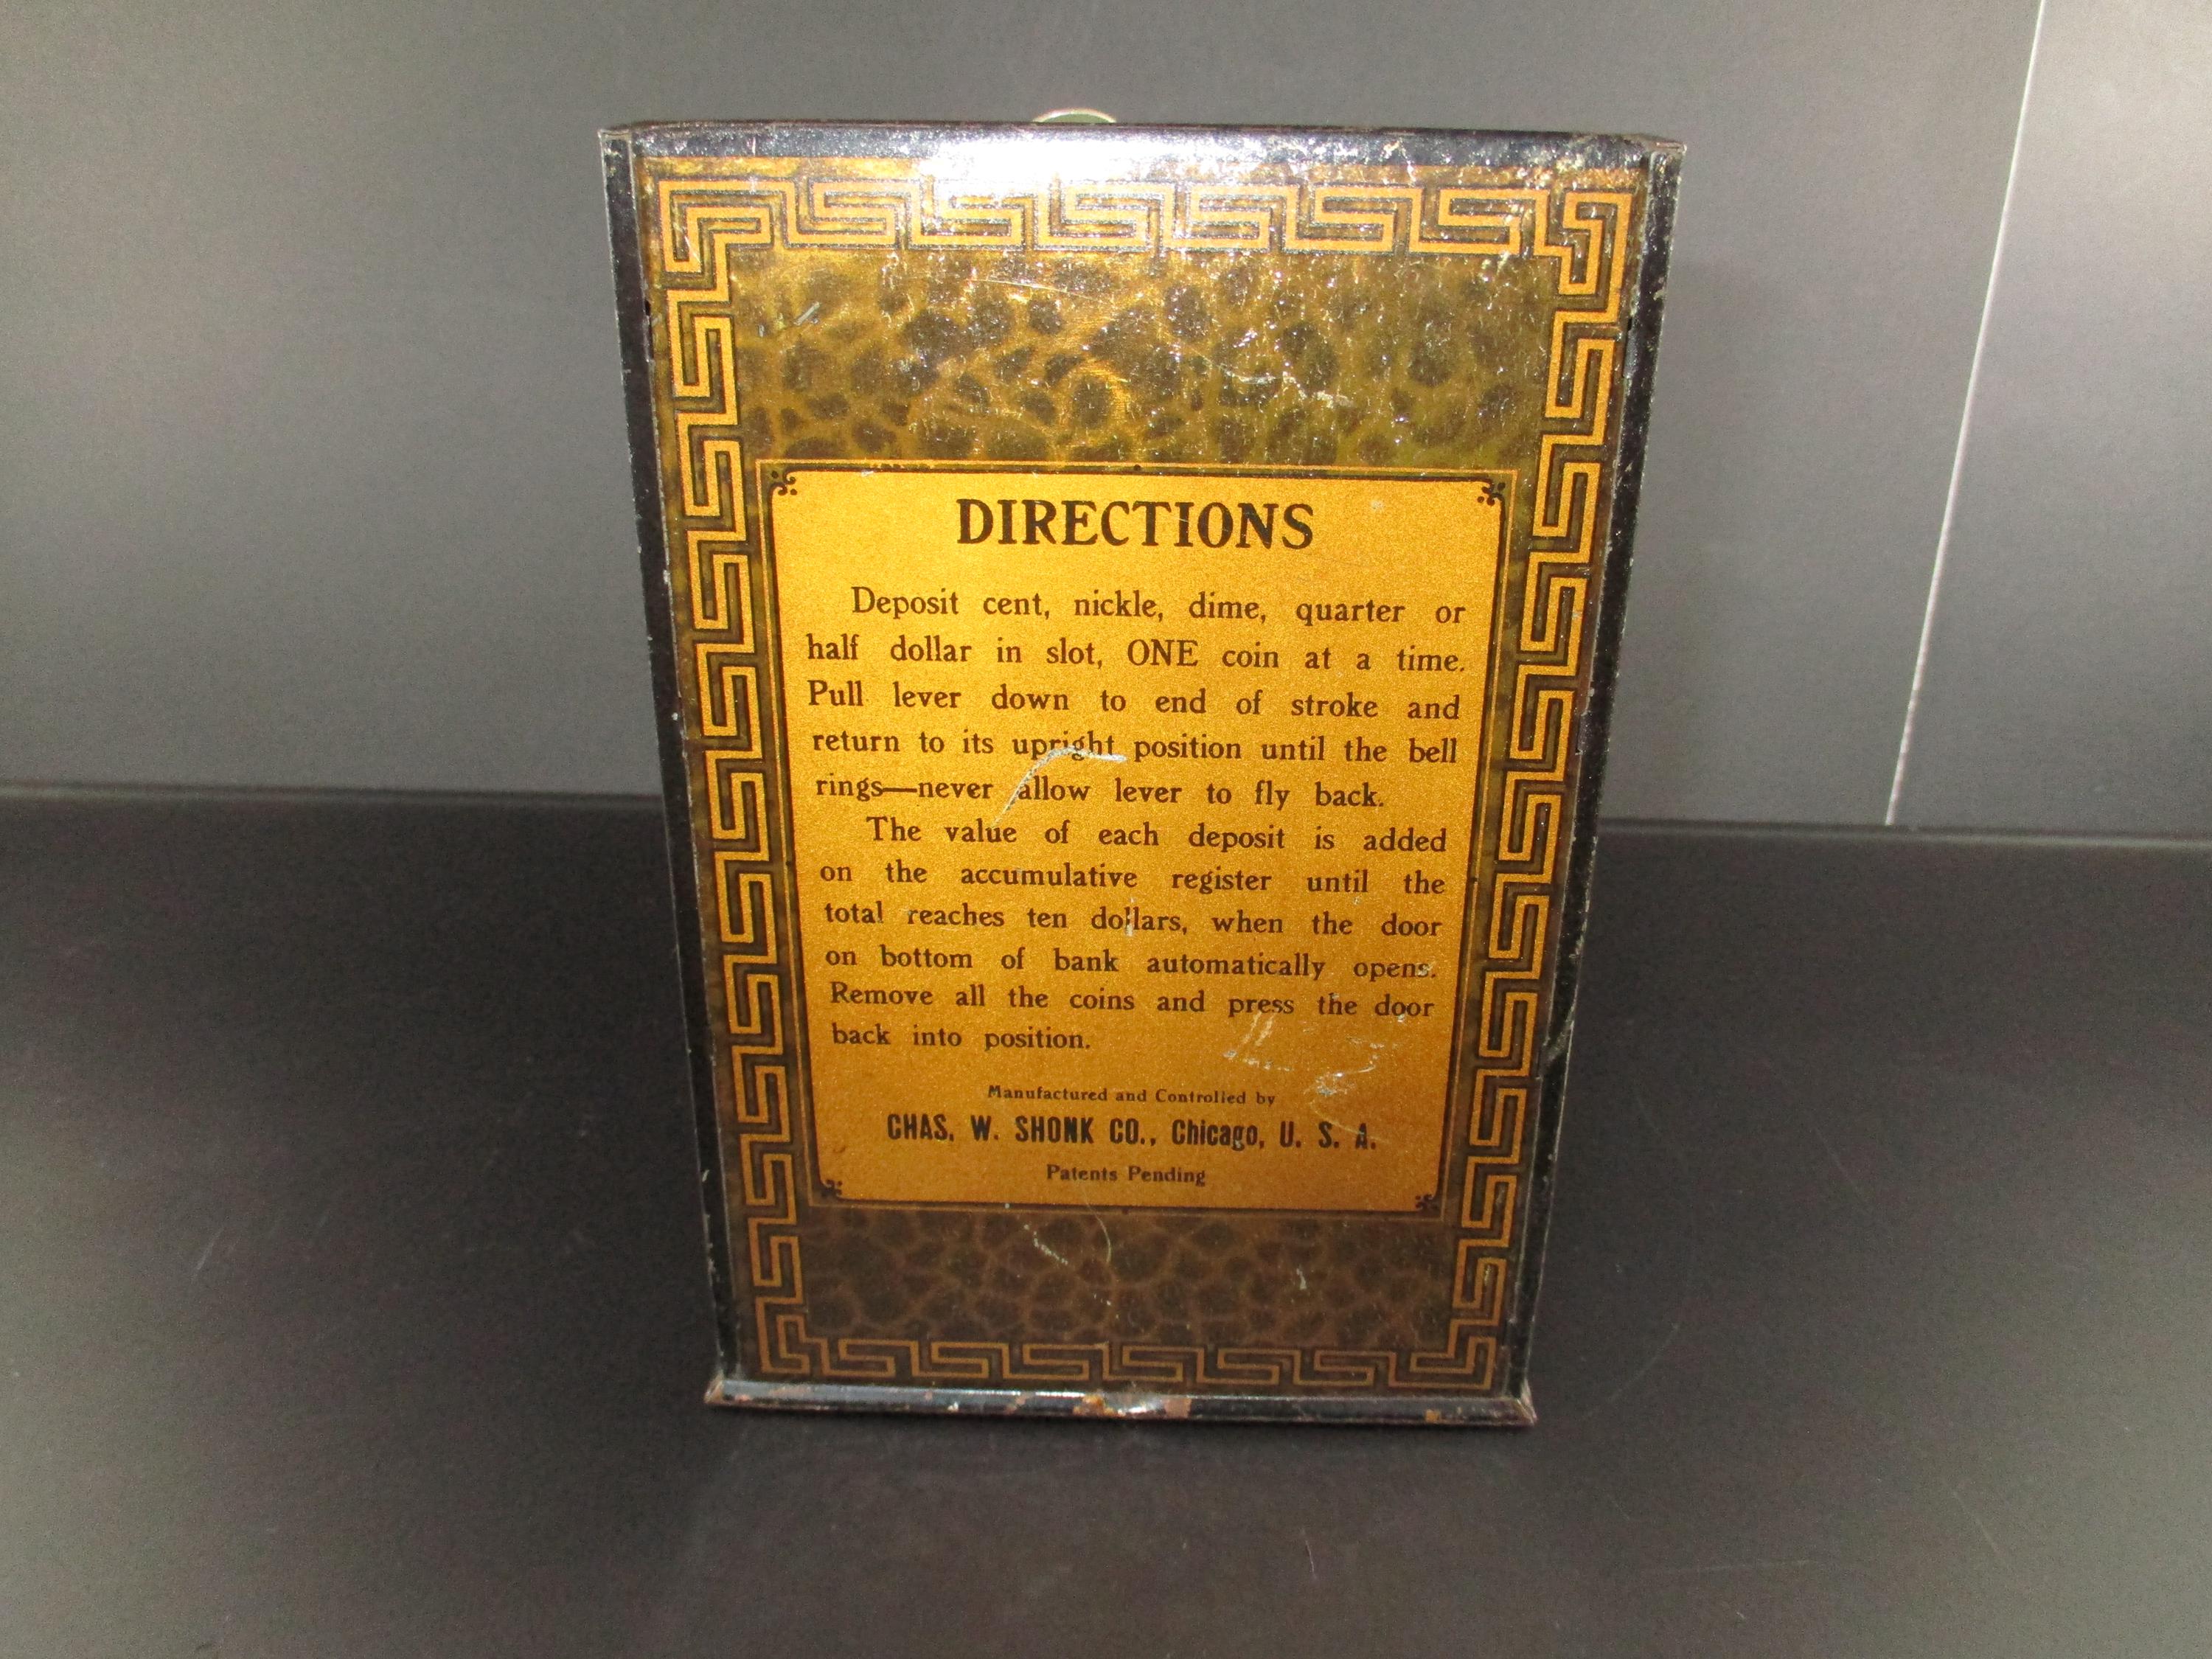 DIRECTIONS
Deposit cent, nickle, dime, quarter or
half dollar in slot, ONE coin at a time.
Pull lever down to end of stroke and
return to its upright position until the bell
rings—never allow lever to fly back.
The value of each deposit is added
on the accumulative register until the
total reaches ten dollars, when the door
on bottom of bank automatically opens.
Remove all the coins and press the door
back into position.
Manufactured and Controlled by
CHAS. W. SHONK CO., Chicago, U. S. A.
Patents Pending